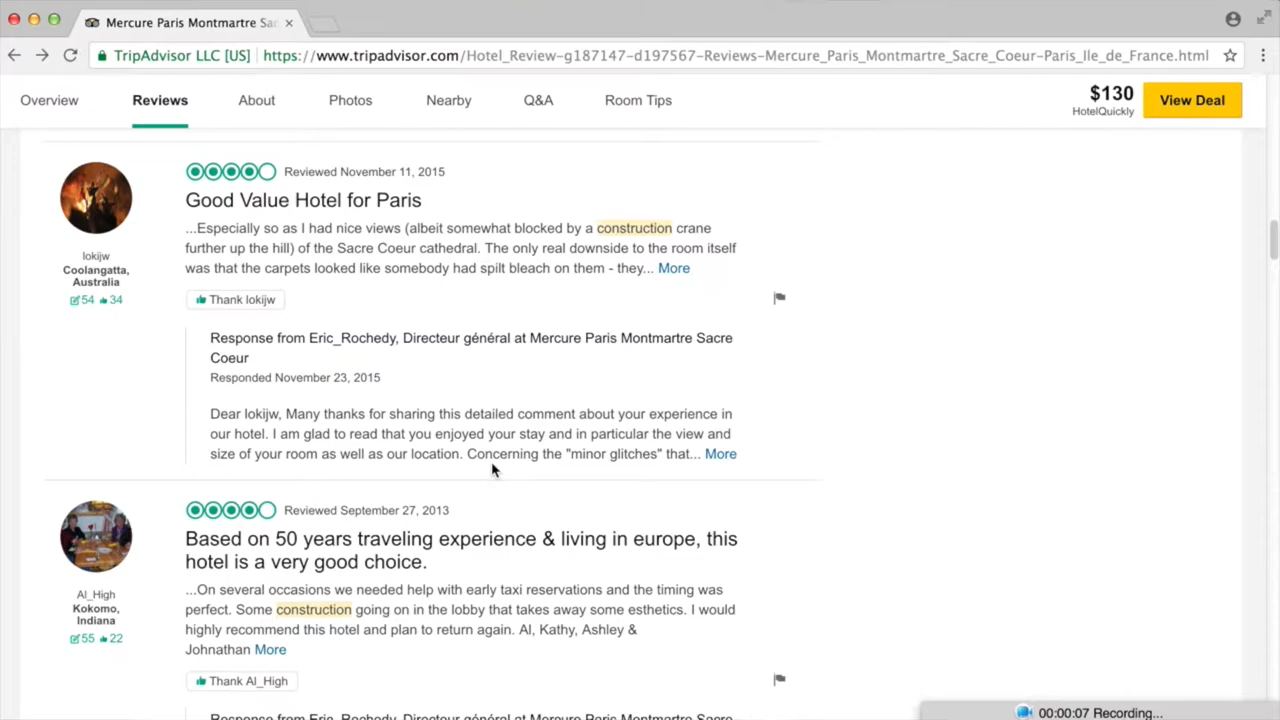 Mercure Paris Montmartre Sac
TripAdvisor LLC [US] https://www.tripadvisor.com/Hotel_Review-g187147-d197567-Reviews-Mercure_Paris_Montmartre_Sacre_Coeur-Paris_Ile_de_France.html
Overview Reviews About Photos Nearby Q&A Room Tips $130 View Deal
HotelQuickly
Reviewed November 11, 2015
Good Value Hotel for Paris
...Especially so as I had nice views (albeit somewhat blocked by a construction crane
further up the hill) of the Sacre Coeur cathedral. The only real downside to the room itself
was that the carpets looked like somebody had spilt bleach on them - they... More
lokijw
Coolangatta,
Australia
54 34
Thank lokijw
Response from Eric_Rochedy, Directeur général at Mercure Paris Montmartre Sacre
Coeur
Responded November 23, 2015
Dear lokijw, Many thanks for sharing this detailed comment about your experience in
our hotel. I am glad to read that you enjoyed your stay and in particular the view and
size of your room as well as our location. Concerning the "minor glitches" that... More
Reviewed September 27, 2013
Based on 50 years traveling experience & living in europe, this
hotel is a very good choice.
...On several occasions we needed help with early taxi reservations and the timing was
perfect. Some construction going on in the lobby that takes away some esthetics. I would
highly recommend this hotel and plan to return again. Al, Kathy, Ashley &
Johnathan More
Al_High
Kokomo,
Indiana
55 22
Thank Al_High
Response from Eric_Rochedy, Directeur général at Mercure Paris Montmartre Sacre
00:00:07 Recording...